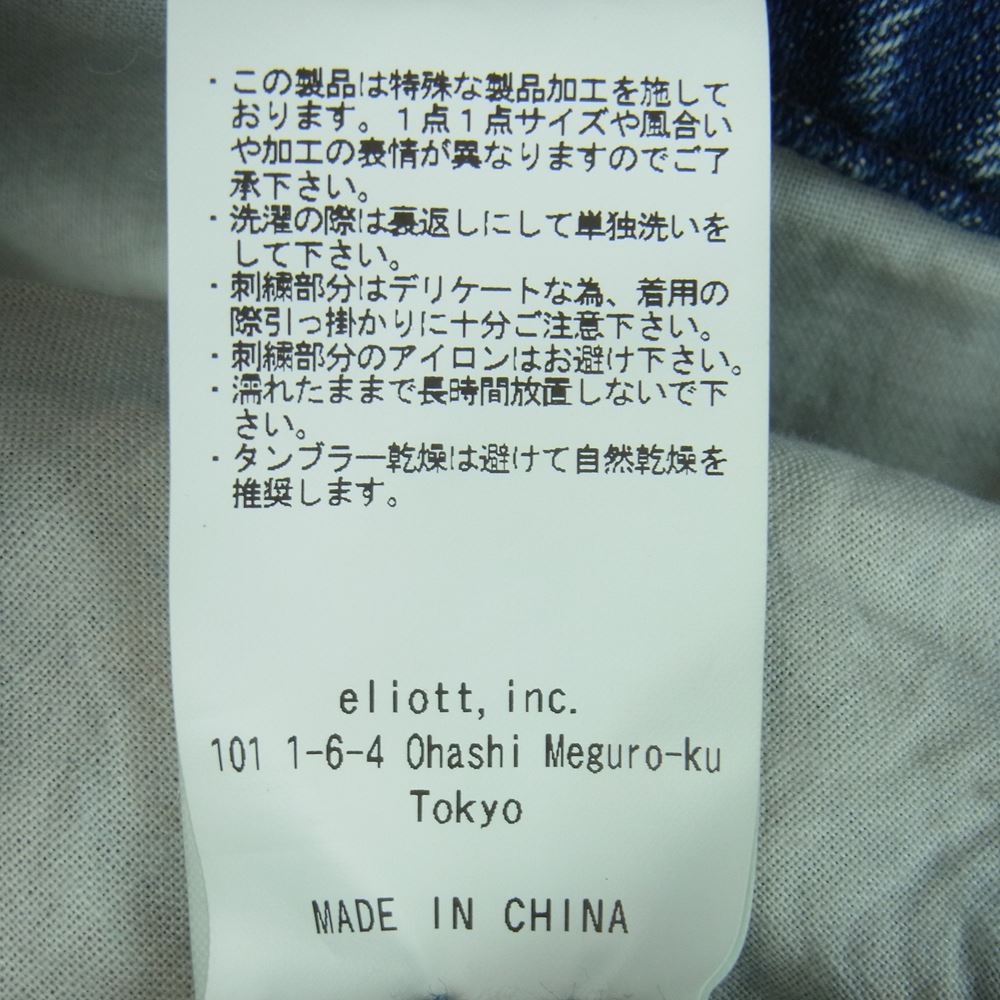 ・この製品は特殊な製品加工を施して
おります。１点１点サイズや風合い
や加工の表情が異なりますのでご了
承下さい。
・洗濯の際は裏返しにして単独洗いを
して下さい。
・刺繍部分はデリケートな為、着用の
際引っ掛かりに十分ご注意下さい。
・刺繍部分のアイロンはお避け下さい。
・濡れたままで長時間放置しないで下
さい。
・タンブラー乾燥は避けて自然乾燥を
推奨します。
eliott, inc.
101 1-6-4 Ohashi Meguro-ku
Tokyo
MADE IN CHINA